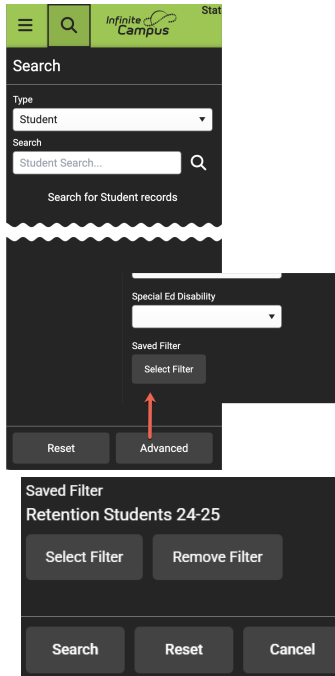 Stat
Infinite
Campus
Search
Type
Student
Search
Student Search...
Search for Student records
Special Ed Disability
Saved Filter
Select Filter
Reset Advanced
Saved Filter
Retention Students 24-25
Select Filter Remove Filter
Search Reset Cancel